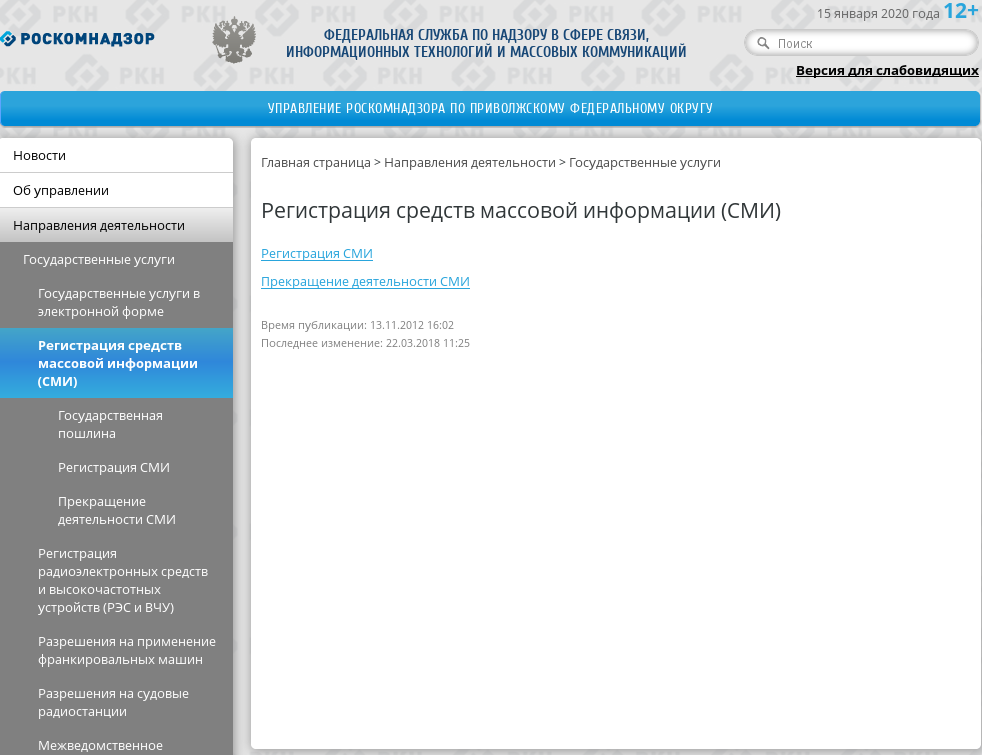 15 января 2020 года 12+
РОСКОМНАДЗОР
ФЕДЕРАЛЬНАЯ СЛУЖБА ПО НАДЗОРУ В СФЕРЕ СВЯЗИ,
ИНФОРМАЦИОННЫХ ТЕХНОЛОГИЙ И МАССОВЫХ КОММУНИКАЦИЙ
Поиск
Версия для слабовидящих
УПРАВЛЕНИЕ РОСКОМНАДЗОРА ПО ПРИВОЛЖСКОМУ ФЕДЕРАЛЬНОМУ ОКРУГУ
Новости
Об управлении
Направления деятельности
Государственные услуги
Государственные услуги в
электронной форме
Регистрация средств
массовой информации
(СМИ)
Государственная
пошлина
Регистрация СМИ
Прекращение
деятельности СМИ
Регистрация
радиоэлектронных средств
и высокочастотных
устройств (РЭС и ВЧУ)
Разрешения на применение
франкировальных машин
Разрешения на судовые
радиостанции
Межведомственное
Главная страница > Направления деятельности > Государственные услуги
Регистрация средств массовой информации (СМИ)
Регистрация СМИ
Прекращение деятельности СМИ
Время публикации: 13.11.2012 16:02
Последнее изменение: 22.03.2018 11:25